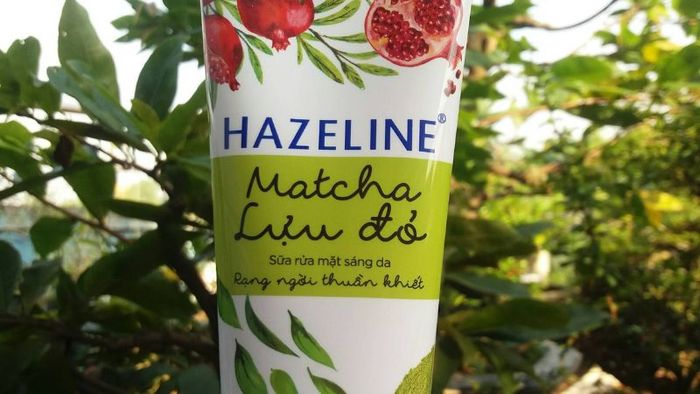 HAZELINE®
Matcha
Lựu đỏ
Sữa rửa mặt sáng da
Rạng ngời thuần khiết